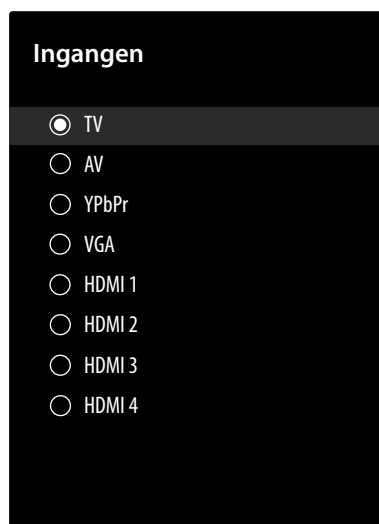 Ingangen
TV
AV
YPbPr
VGA
HDMI 1
HDMI 2
HDMI 3
HDMI 4